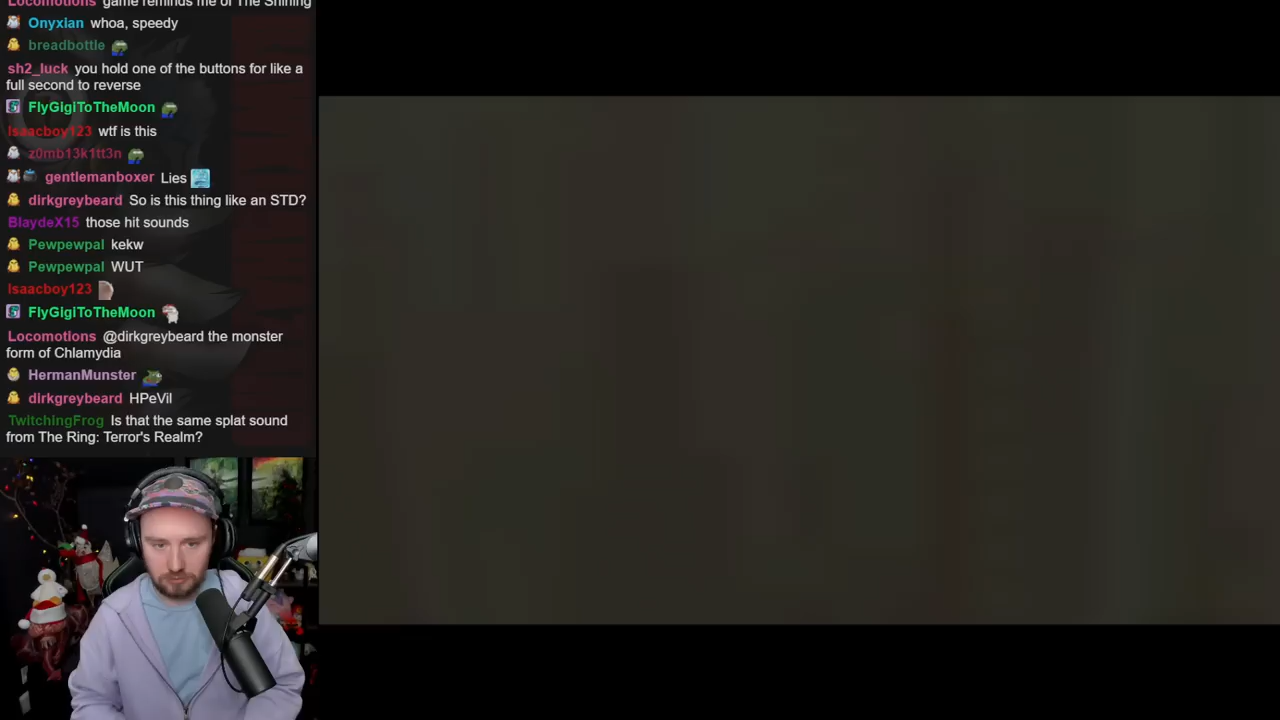 Locomotions game reminds me of The Shining
Onyxian whoa, speedy
breadbottle
sh2_luck you hold one of the buttons for like a
full second to reverse
FlyGigiToTheMoon
Isaacboy123 wtf is this
z0mb13k1tt3n
gentlemanboxer Lies
dirkgreybeard So is this thing like an STD?
BlaydeX15 those hit sounds
Pewpewpal kekw
Pewpewpal WUT
Isaacboy123
FlyGigiToTheMoon
Locomotions @dirkgreybeard the monster
form of Chlamydia
HermanMunster
dirkgreybeard HPeVil
TwitchingFrog Is that the same splat sound
from The Ring: Terror's Realm?